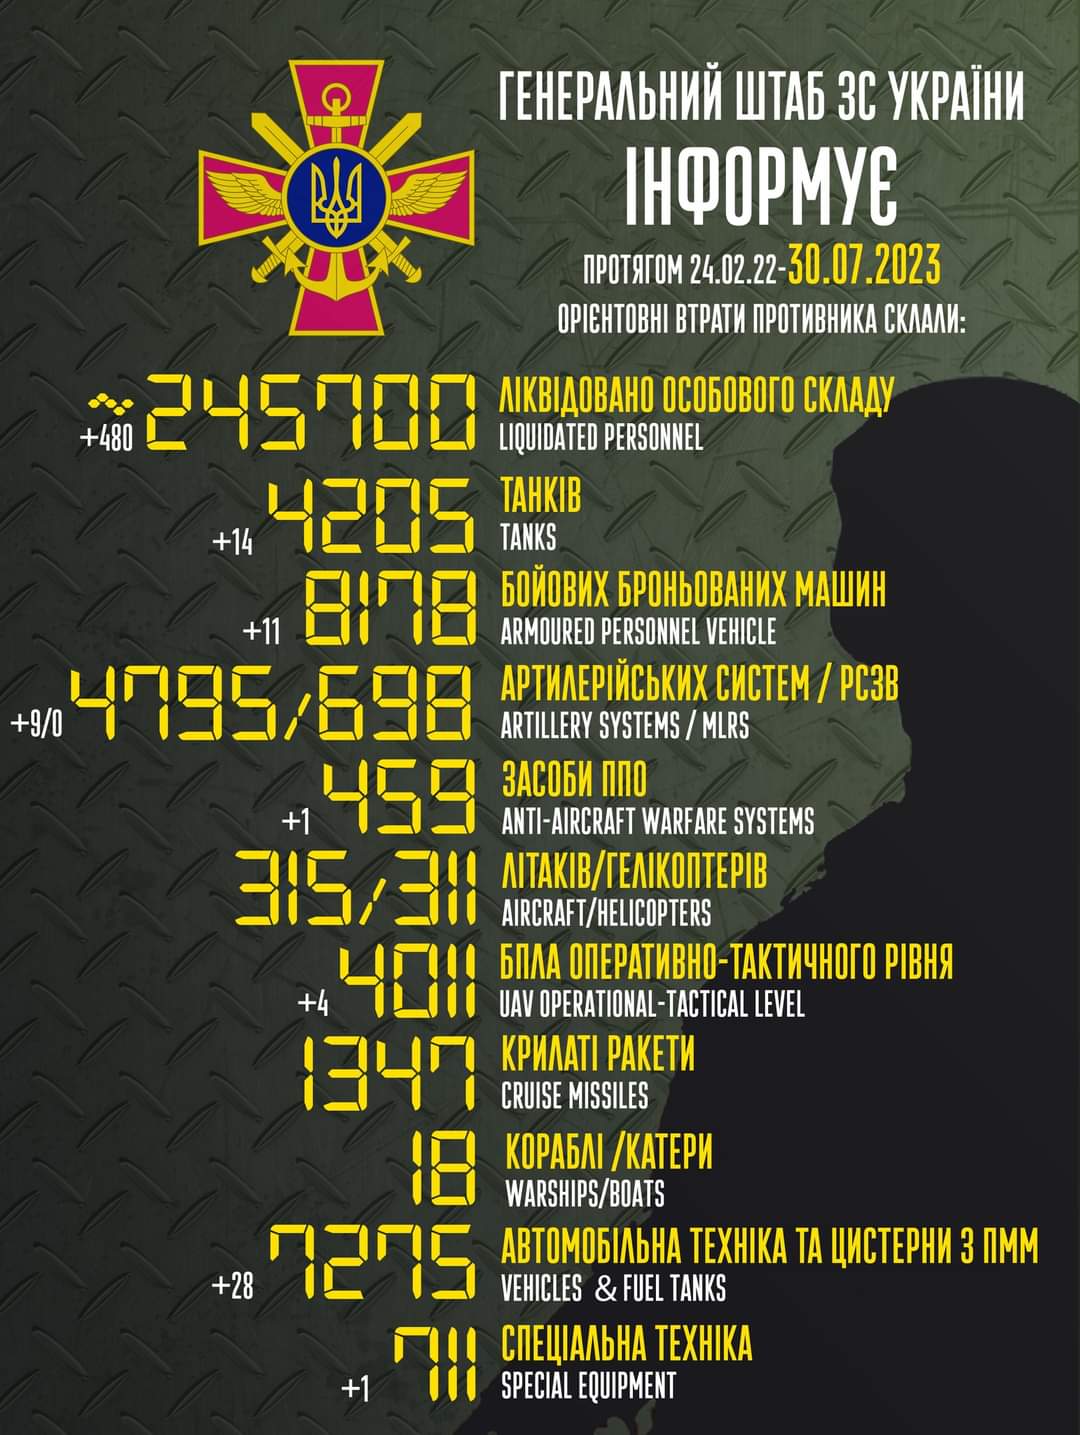 ГЕНЕРАЛЬНИЙ ШТАБ ЗС УКРАЇНИ
ІНФОРМУЄ
ПРОТЯГОМ 24.02.22-30.07.2023
ОРІЄНТОВНІ ВТРАТИ ПРОТИВНИКА СКЛАЛИ:
+480 ~245700 ЛІКВІДОВАНО ОСОБОВОГО СКЛАДУ
LIQUIDATED PERSONNEL
+14 4205 ТАНКІВ
TANKS
+11 8178 БОЙОВИХ БРОНЬОВАНИХ МАШИН
ARMOURED PERSONNEL VEHICLE
+9/0 4795/698 АРТИЛЕРІЙСЬКИХ СИСТЕМ / РСЗВ
ARTILLERY SYSTEMS / MLRS
+1 459 ЗАСОБИ ППО
ANTI-AIRCRAFT WARFARE SYSTEMS
315/311 ЛІТАКІВ/ГЕЛІКОПТЕРІВ
AIRCRAFT/HELICOPTERS
+4 4011 БПЛА ОПЕРАТИВНО-ТАКТИЧНОГО РІВНЯ
UAV OPERATIONAL-TACTICAL LEVEL
1347 КРИЛАТІ РАКЕТИ
CRUISE MISSILES
18 КОРАБЛІ /КАТЕРИ
WARSHIPS/BOATS
+28 7275 АВТОМОБІЛЬНА ТЕХНІКА ТА ЦИСТЕРНИ З ПММ
VEHICLES & FUEL TANKS
+1 711 СПЕЦІАЛЬНА ТЕХНІКА
SPECIAL EQUIPMENT